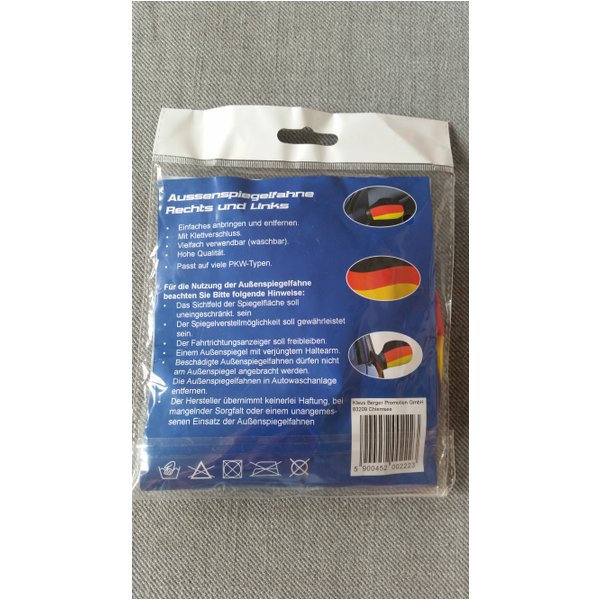 Aussenspiegelfahne
Rechts und Links
• Einfaches anbringen und entfernen.
• Mit Klettverschluss.
• Vielfach verwendbar (waschbar).
• Hohe Qualität.
• Passt auf viele PKW-Typen.
Für die Nutzung der Außenspiegelfahne
beachten Sie Bitte folgende Hinweise:
• Das Sichtfeld der Spiegelfläche soll
uneingeschränkt. sein
• Der Spiegelverstellmöglichkeit soll gewährleistet
sein.
• Der Fahrtrichtungsanzeiger soll freibleiben.
• Einem Außenspiegel mit verjüngtem Haltearm.
• Beschädigte Außenspiegelfahnen dürfen nicht
am Außenspiegel angebracht werden.
Die Außenspiegelfahnen in Autowaschanlage
entfernen.
Der Hersteller übernimmt keinerlei Haftung, bei
mangelnder Sorgfalt oder einem unangemes-
senen Einsatz der Außenspiegelfahnen
Klaus Berger Promotion GmbH
83209 Chiemsee
5 900452 002223